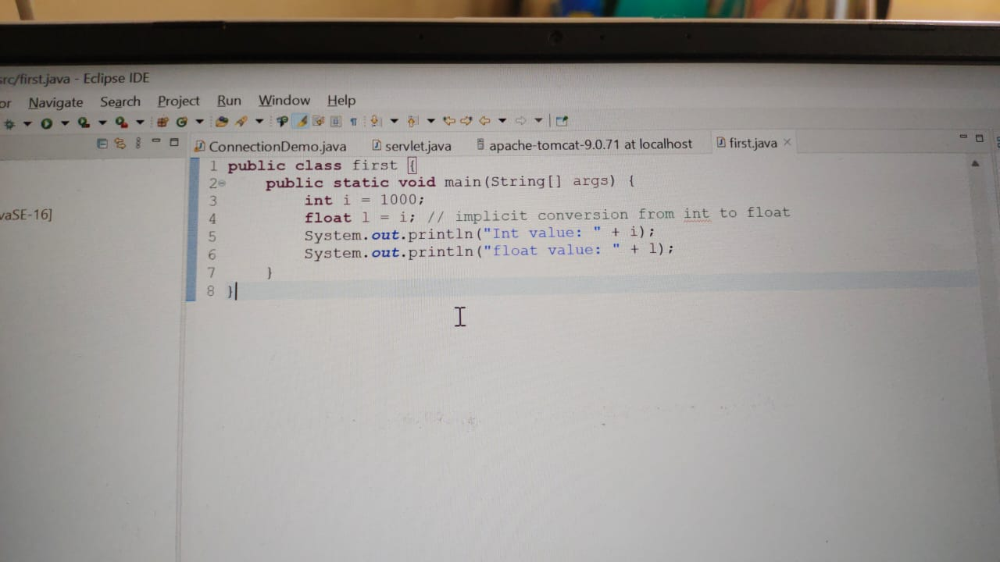 src/first.java - Eclipse IDE
or Navigate Search Project Run Window Help
ConnectionDemo.java servlet.java apache-tomcat-9.0.71 at localhost first.java
vaSE-16]
1 public class first {
2 public static void main(String[] args) {
3 int i = 1000;
4 float l = i; // implicit conversion from int to float
5 System.out.println("Int value: " + i);
6 System.out.println("float value: " + l);
7 }
8 }